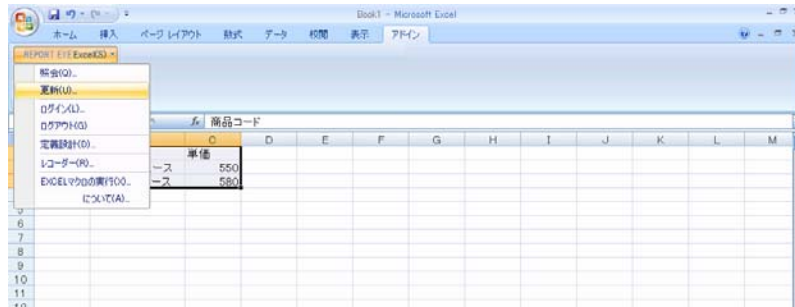 Book1 - Microsoft Excel
ホーム 挿入 ページ レイアウト 数式 データ 校閲 表示 アドイン
REPORT EYE Excel(S)
照会(Q)...
更新(U)...
ログイン(L)...
ログアウト(G)
定義設計(D)...
レコーダー(R)...
EXCELマクロの実行(X)...
について(A)...
fx 商品コード
C D E F G H I J K L M
単価
ース 550
ース 580
6
7
8
9
10
11